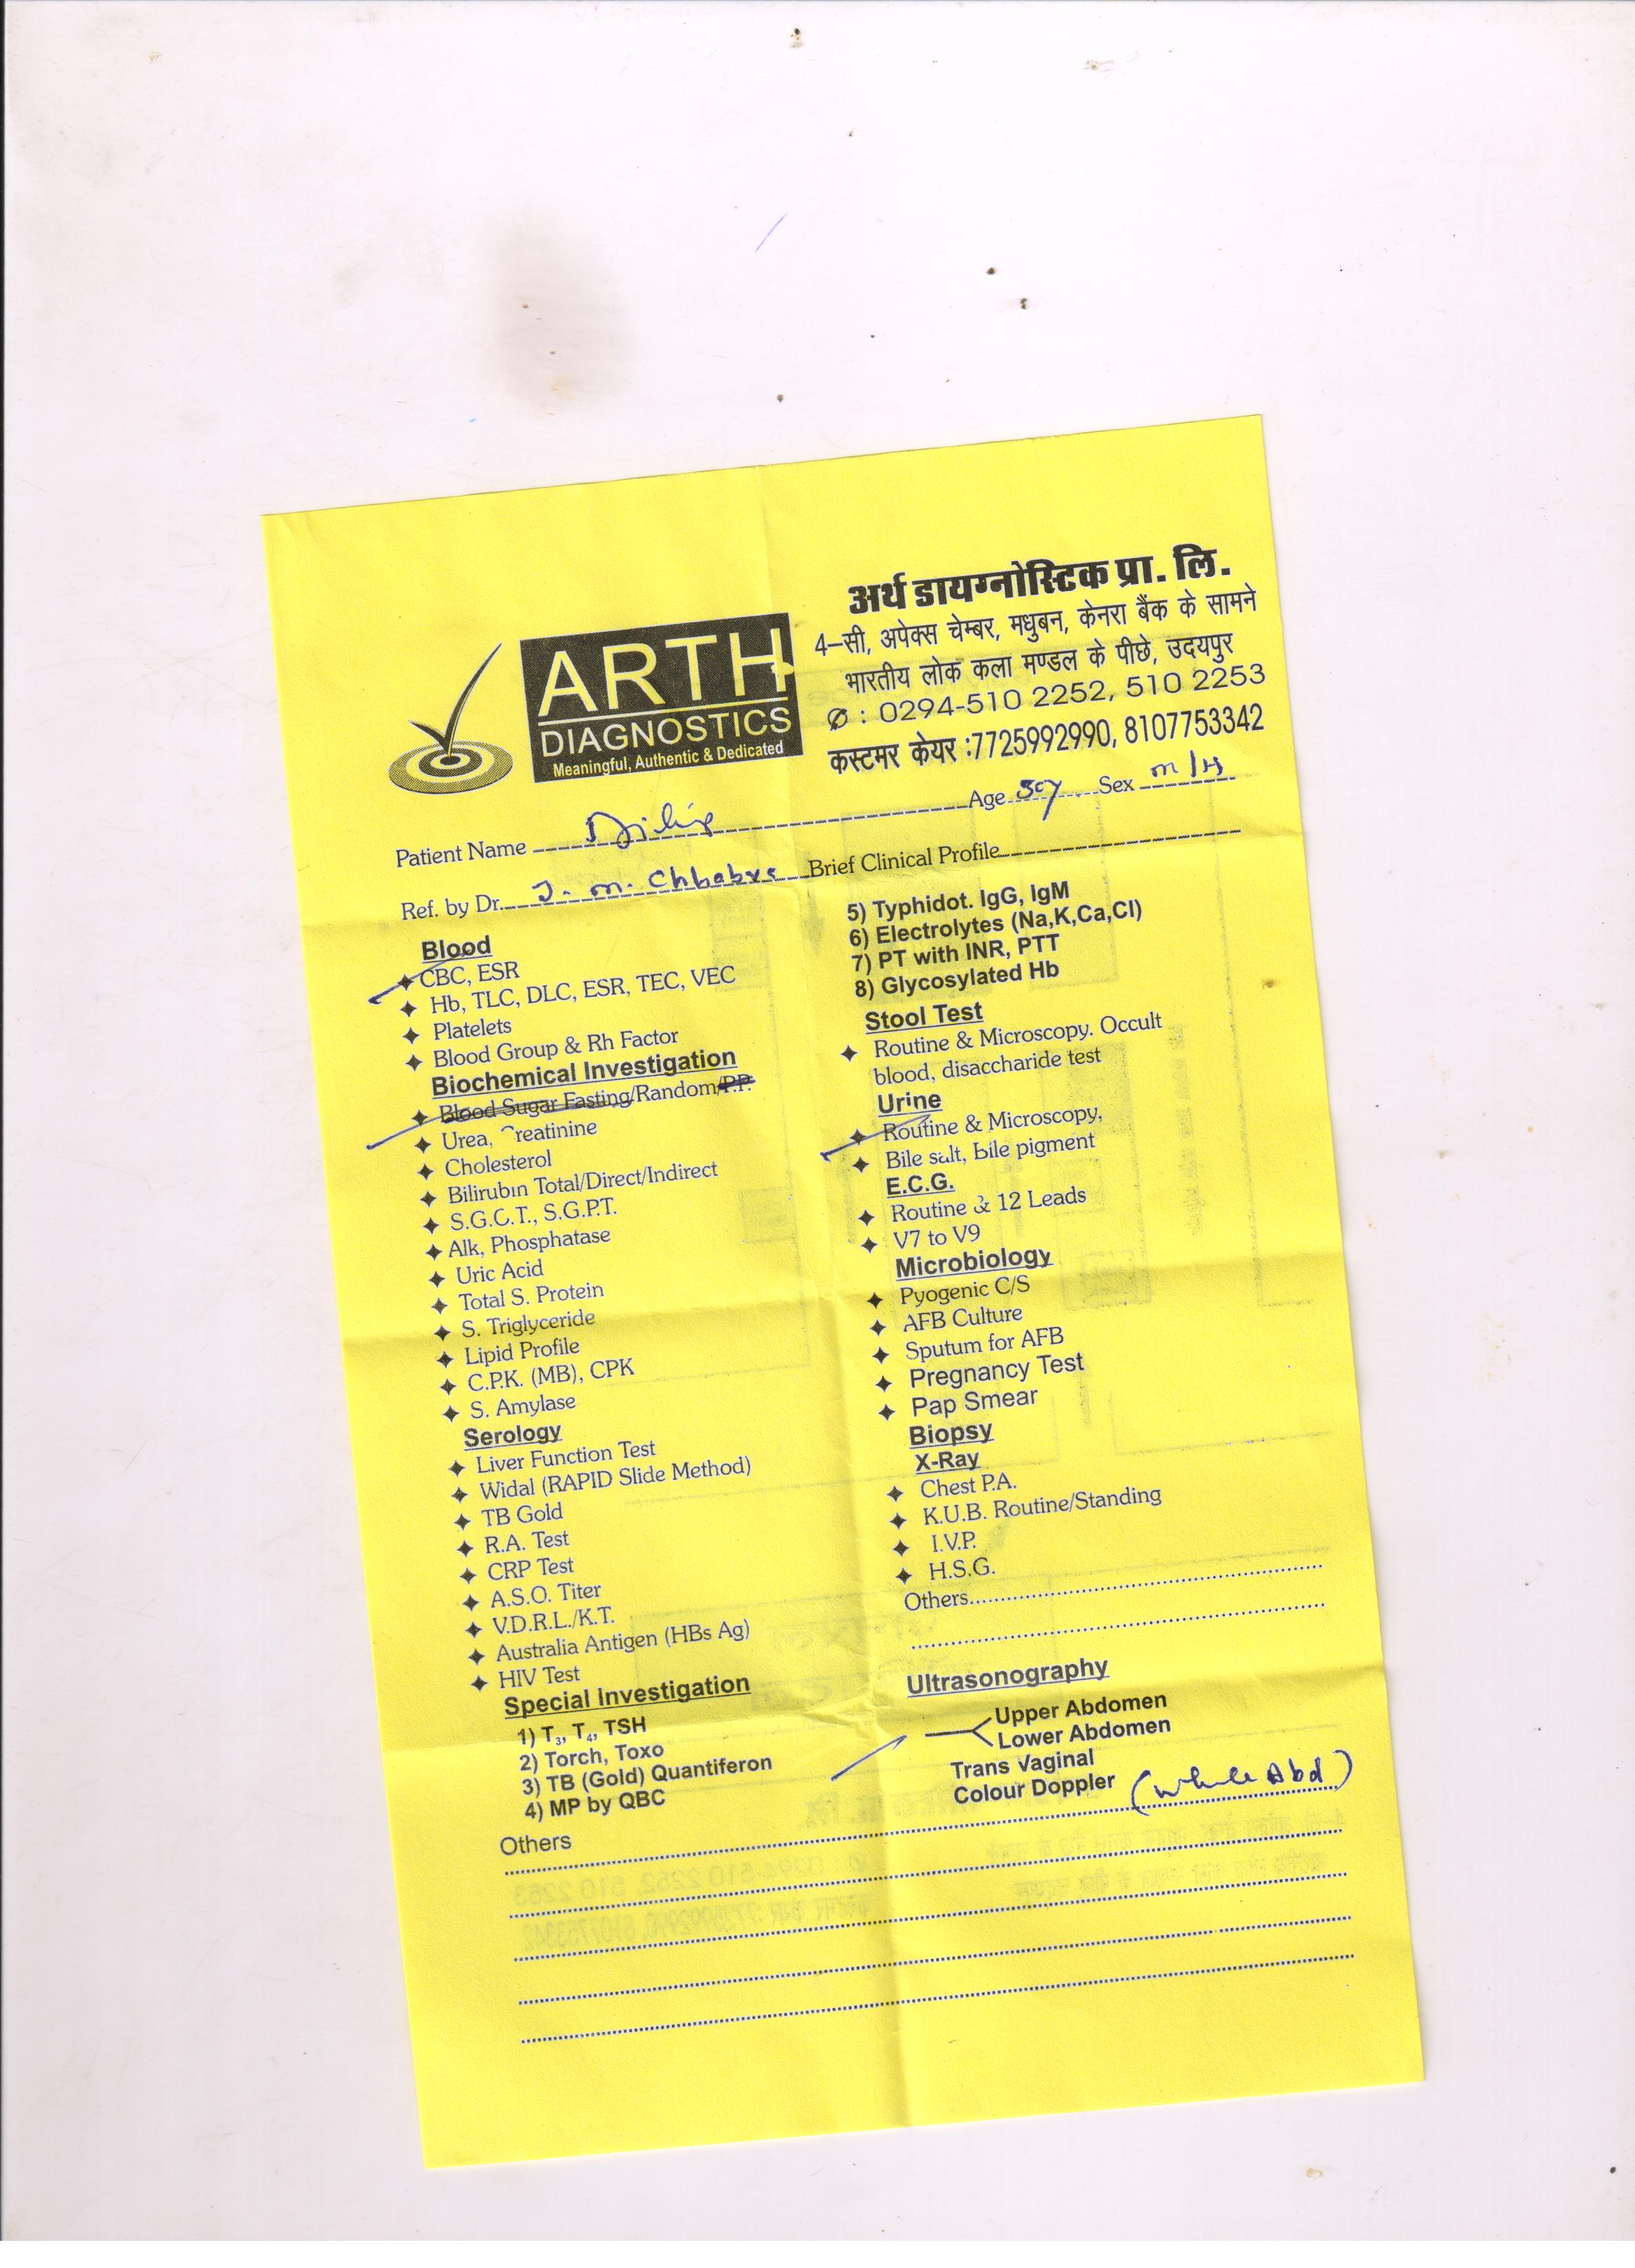 अर्थ डायग्नोस्टिक प्रा. लि.
4-सी, अपेक्स चेम्बर, मधुबन, केनरा बैंक के सामने
भारतीय लोक कला मण्डल के पीछे, उदयपुर
✆ : 0294-510 2252, 510 2253
कस्टमर केयर :7725992990, 8107753342
ARTH
DIAGNOSTICS
Meaningful, Authentic & Dedicated
Patient Name Dilip Age 50y Sex m/H
Ref. by Dr. J. m. Chhabra Brief Clinical Profile
Blood
CBC, ESR
Hb, TLC, DLC, ESR, TEC, VEC
Platelets
Blood Group & Rh Factor
Biochemical Investigation
Blood Sugar Fasting/Random/P.P.
Urea, Creatinine
Cholesterol
Bilirubin Total/Direct/Indirect
S.G.C.T., S.G.P.T.
Alk, Phosphatase
Uric Acid
Total S. Protein
S. Triglyceride
Lipid Profile
C.P.K. (MB), CPK
S. Amylase
Serology
Liver Function Test
Widal (RAPID Slide Method)
TB Gold
R.A. Test
CRP Test
A.S.O. Titer
V.D.R.L./K.T.
Australia Antigen (HBs Ag)
HIV Test
Special Investigation
1) T3, T4, TSH
2) Torch, Toxo
3) TB (Gold) Quantiferon
4) MP by QBC
5) Typhidot. IgG, IgM
6) Electrolytes (Na,K,Ca,Cl)
7) PT with INR, PTT
8) Glycosylated Hb
Stool Test
Routine & Microscopy. Occult
blood, disaccharide test
Urine
Routine & Microscopy,
Bile salt, bile pigment
E.C.G.
Routine & 12 Leads
V7 to V9
Microbiology
Pyogenic C/S
AFB Culture
Sputum for AFB
Pregnancy Test
Pap Smear
Biopsy
X-Ray
Chest P.A.
K.U.B. Routine/Standing
I.V.P.
H.S.G.
Others
Ultrasonography
Upper Abdomen
Lower Abdomen
Trans Vaginal
Colour Doppler (whole Abd)
Others